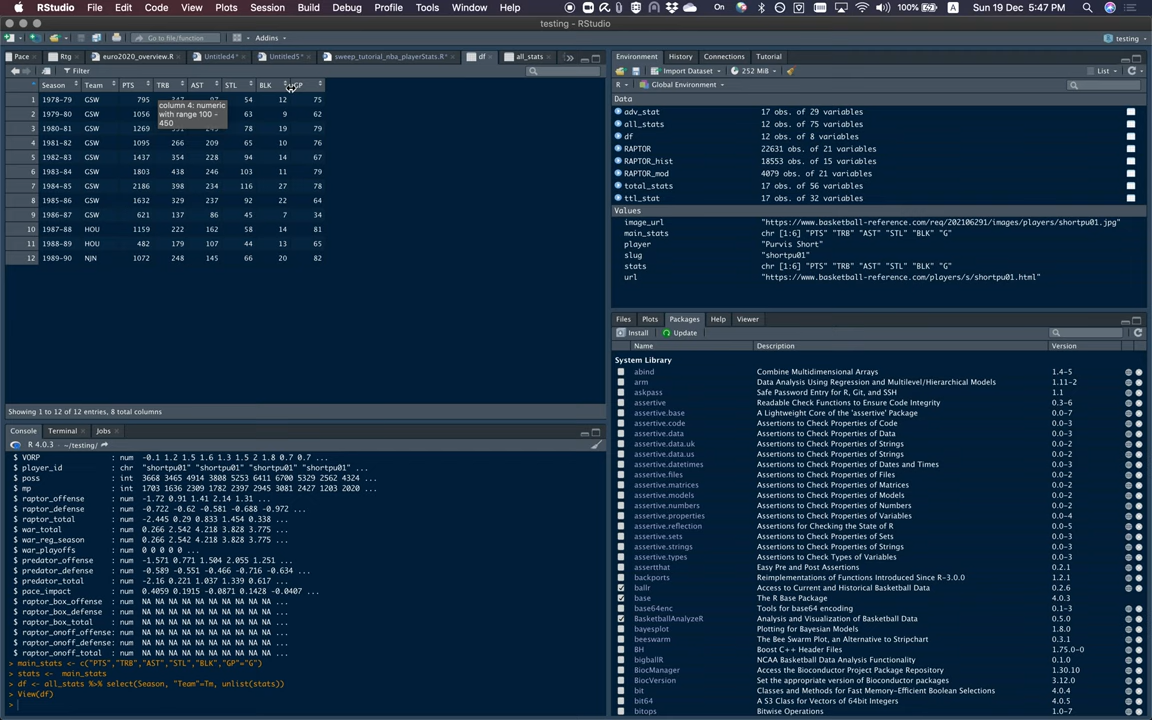 RStudio File Edit Code View Plots Session Build Debug Profile Tools Window Help 100% Sun 19 Dec 5:47 PM
testing - RStudio
Go to file/function Addins testing
Pace Rtg euro2020_overview.R Untitled4* Untitled5* sweep_tutorial_nba_playerStats.R* df all_stats
Filter
Season Team PTS TRB AST STL BLK GP
1 1978-79 GSW 795 54 12 75
2 1979-80 GSW 1056 63 9 62
3 1980-81 GSW 1269 78 19 79
4 1981-82 GSW 1095 266 209 65 10 76
5 1982-83 GSW 1437 354 228 94 14 67
6 1983-84 GSW 1803 438 246 103 11 79
7 1984-85 GSW 2186 398 234 116 27 78
8 1985-86 GSW 1632 329 237 92 22 64
9 1986-87 GSW 621 137 86 45 7 34
10 1987-88 HOU 1159 222 162 58 14 81
11 1988-89 HOU 482 179 107 44 13 65
12 1989-90 NJN 1072 248 145 66 20 82
column 4: numeric
with range 100 -
450
Showing 1 to 12 of 12 entries, 8 total columns
Console Terminal Jobs
R 4.0.3 · ~/testing/
$ VORP : num -0.1 1.2 1.5 1.6 1.3 1.5 2 1.8 0.7 0.7 ...
$ player_id : chr "shortpu01" "shortpu01" "shortpu01" "shortpu01" ...
$ poss : int 3668 3465 4914 3808 5253 6411 6700 5329 2562 4324 ...
$ mp : int 1703 1636 2309 1782 2397 2945 3081 2427 1203 2020 ...
$ raptor_offense : num -1.72 0.91 1.41 2.14 1.31 ...
$ raptor_defense : num -0.722 -0.62 -0.581 -0.688 -0.972 ...
$ raptor_total : num -2.445 0.29 0.833 1.454 0.338 ...
$ war_total : num 0.266 2.542 4.218 3.828 3.775 ...
$ war_reg_season : num 0.266 2.542 4.218 3.828 3.775 ...
$ war_playoffs : num 0 0 0 0 0 ...
$ predator_offense : num -1.571 0.771 1.504 2.055 1.251 ...
$ predator_defense : num -0.589 -0.551 -0.466 -0.716 -0.634 ...
$ predator_total : num -2.16 0.221 1.037 1.339 0.617 ...
$ pace_impact : num 0.4059 0.1915 -0.0871 0.1428 -0.0407 ...
$ raptor_box_offense : num NA NA NA NA NA NA NA NA NA NA ...
$ raptor_box_defense : num NA NA NA NA NA NA NA NA NA NA ...
$ raptor_box_total : num NA NA NA NA NA NA NA NA NA NA ...
$ raptor_onoff_offense: num NA NA NA NA NA NA NA NA NA NA ...
$ raptor_onoff_defense: num NA NA NA NA NA NA NA NA NA NA ...
$ raptor_onoff_total : num NA NA NA NA NA NA NA NA NA NA ...
> main_stats <- c("PTS","TRB","AST","STL","BLK","GP"="G")
> stats <- main_stats
> df <- all_stats %>% select(Season, "Team"=Tm, unlist(stats))
> View(df)
>
Environment History Connections Tutorial
Import Dataset 252 MiB List
R Global Environment
Data
adv_stat 17 obs. of 29 variables
all_stats 12 obs. of 75 variables
df 12 obs. of 8 variables
RAPTOR 22631 obs. of 21 variables
RAPTOR_hist 18553 obs. of 15 variables
RAPTOR_mod 4079 obs. of 21 variables
total_stats 17 obs. of 56 variables
ttl_stat 17 obs. of 32 variables
Values
image_url "https://www.basketball-reference.com/req/202106291/images/players/shortpu01.jpg"
main_stats chr [1:6] "PTS" "TRB" "AST" "STL" "BLK" "G"
player "Purvis Short"
slug "shortpu01"
stats chr [1:6] "PTS" "TRB" "AST" "STL" "BLK" "G"
url "https://www.basketball-reference.com/players/s/shortpu01.html"
Files Plots Packages Help Viewer
Install Update
Name Description Version
System Library
abind Combine Multidimensional Arrays 1.4-5
arm Data Analysis Using Regression and Multilevel/Hierarchical Models 1.11-2
askpass Safe Password Entry for R, Git, and SSH 1.1
assertive Readable Check Functions to Ensure Code Integrity 0.3-6
assertive.base A Lightweight Core of the 'assertive' Package 0.0-7
assertive.code Assertions to Check Properties of Code 0.0-3
assertive.data Assertions to Check Properties of Data 0.0-3
assertive.data.uk Assertions to Check Properties of Strings 0.0-2
assertive.data.us Assertions to Check Properties of Strings 0.0-2
assertive.datetimes Assertions to Check Properties of Dates and Times 0.0-3
assertive.files Assertions to Check Properties of Files 0.0-2
assertive.matrices Assertions to Check Properties of Matrices 0.0-2
assertive.models Assertions to Check Properties of Models 0.0-2
assertive.numbers Assertions to Check Properties of Numbers 0.0-2
assertive.properties Assertions to Check Properties of Variables 0.0-4
assertive.reflection Assertions for Checking the State of R 0.0-5
assertive.sets Assertions to Check Properties of Sets 0.0-3
assertive.strings Assertions to Check Properties of Strings 0.0-3
assertive.types Assertions to Check Properties of Types 0.0-3
assertthat Easy Pre and Post Assertions 0.2.1
backports Reimplementations of Functions Introduced Since R-3.0.0 1.2.1
ballr Access to Current and Historical Basketball Data 0.2.6
base The R Base Package 4.0.3
base64enc Tools for base64 encoding 0.1-3
BasketballAnalyzeR Analysis and Visualization of Basketball Data 0.5.0
bayesplot Plotting for Bayesian Models 1.8.0
beeswarm The Bee Swarm Plot, an Alternative to Stripchart 0.3.1
BH Boost C++ Header Files 1.75.0-0
bigballR NCAA Basketball Data Analysis Functionality 0.1.0
BiocManager Access the Bioconductor Project Package Repository 1.30.10
BiocVersion Set the appropriate version of Bioconductor packages 3.12.0
bit Classes and Methods for Fast Memory-Efficient Boolean Selections 4.0.4
bit64 A S3 Class for Vectors of 64bit Integers 4.0.5
bitops Bitwise Operations 1.0-7